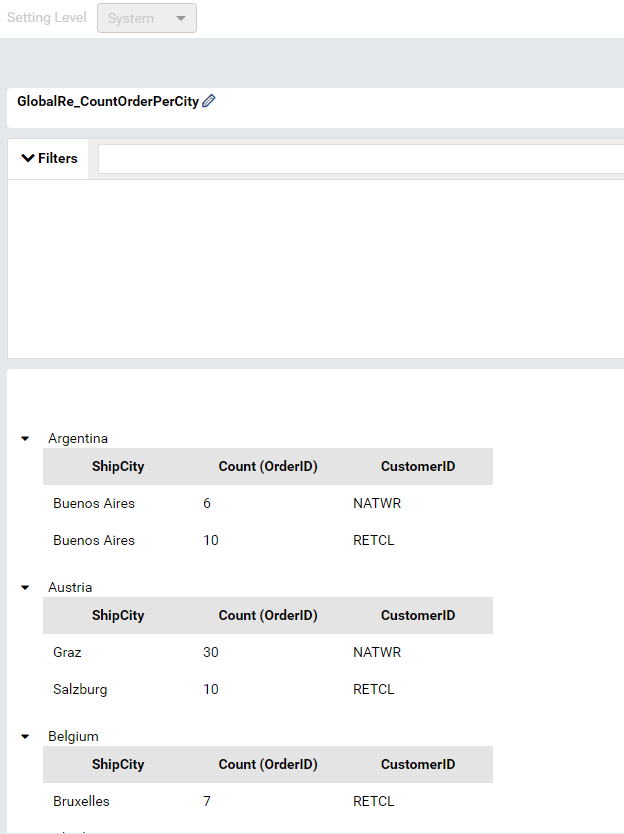 Setting Level System
GlobalRe_CountOrderPerCity
Filters
Argentina
ShipCity Count (OrderID) CustomerID
Buenos Aires 6 NATWR
Buenos Aires 10 RETCL
Austria
ShipCity Count (OrderID) CustomerID
Graz 30 NATWR
Salzburg 10 RETCL
Belgium
ShipCity Count (OrderID) CustomerID
Bruxelles 7 RETCL